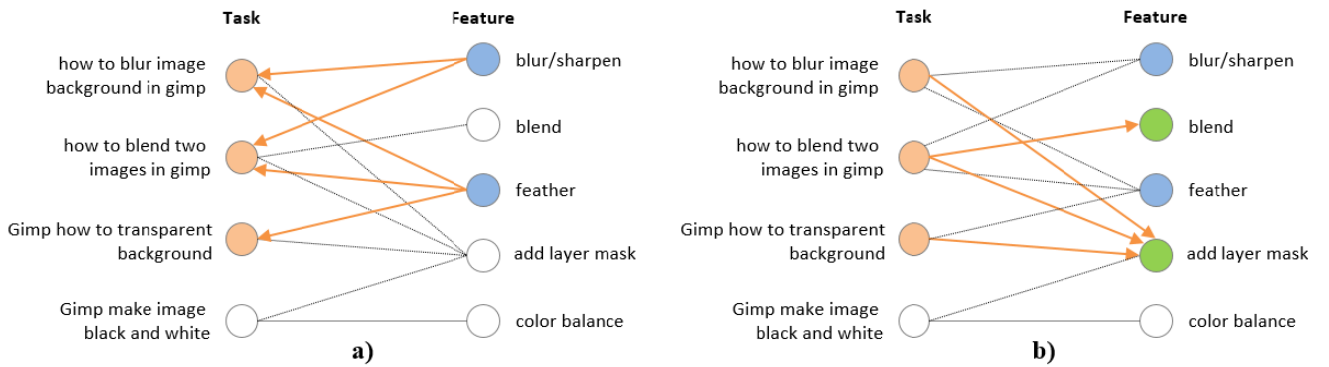 Task
Feature
how to blur image
background in gimp
blur/sharpen
blend
how to blend two
images in gimp
feather
Gimp how to transparent
background
add layer mask
Gimp make image
black and white
color balance
a)
Task
Feature
how to blur image
background in gimp
blur/sharpen
blend
how to blend two
images in gimp
feather
Gimp how to transparent
background
add layer mask
Gimp make image
black and white
color balance
b)